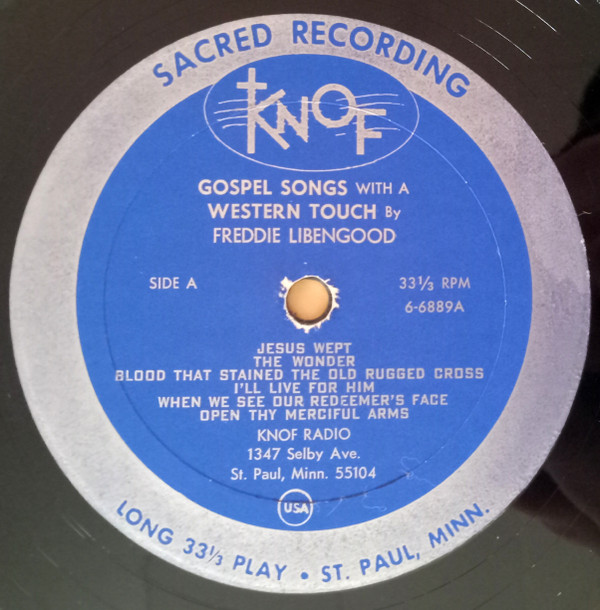 SACRED RECORDING
KNOF
GOSPEL SONGS WITH A
WESTERN TOUCH By
FREDDIE LIBENGOOD
SIDE A
33⅓ RPM
6-6889A
JESUS WEPT
THE WONDER
BLOOD THAT STAINED THE OLD RUGGED CROSS
I'LL LIVE FOR HIM
WHEN WE SEE OUR REDEEMER'S FACE
OPEN THY MERCIFUL ARMS
KNOF RADIO
1347 Selby Ave.
St. Paul, Minn. 55104
USA
LONG 33⅓ PLAY • ST. PAUL, MINN.